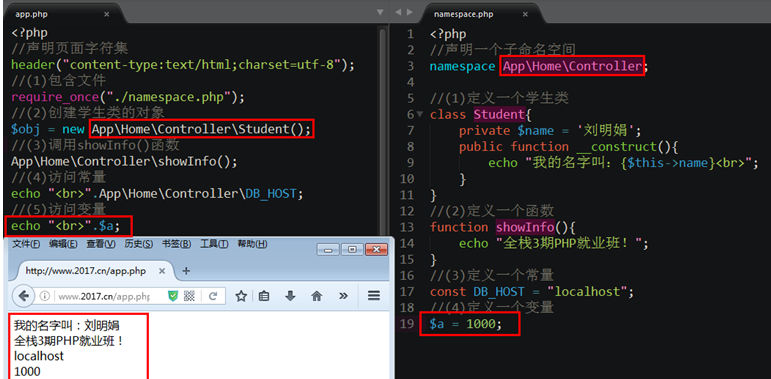 app.php
<?php
//声明页面字符集
header("content-type:text/html;charset=utf-8");
//(1)包含文件
require_once("./namespace.php");
//(2)创建学生类的对象
$obj = new App\Home\Controller\Student();
//(3)调用showInfo()函数
App\Home\Controller\showInfo();
//(4)访问常量
echo "<br>".App\Home\Controller\DB_HOST;
//(5)访问变量
echo "<br>".$a;
文件(F) 编辑(E) 查看(V) 历史(S) 书签(B) 工具(T) 帮助(H)
http://www.2017.cn/app.php
www.2017.cn/app.php
我的名字叫：刘明娟
全栈3期PHP就业班！
localhost
1000
namespace.php
1 <?php
2 //声明一个子命名空间
3 namespace App\Home\Controller;
4
5 //(1)定义一个学生类
6 class Student{
7 private $name = '刘明娟';
8 public function __construct(){
9 echo "我的名字叫：{$this->name}<br>";
10 }
11 }
12 //(2)定义一个函数
13 function showInfo(){
14 echo "全栈3期PHP就业班！";
15 }
16 //(3)定义一个常量
17 const DB_HOST = "localhost";
18 //(4)定义一个变量
19 $a = 1000;